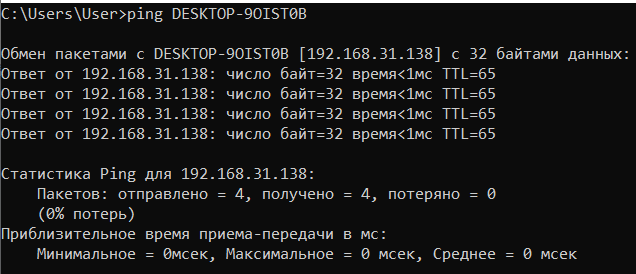 C:\Users\User>ping DESKTOP-9OIST0B
Обмен пакетами с DESKTOP-9OIST0B [192.168.31.138] с 32 байтами данных:
Ответ от 192.168.31.138: число байт=32 время<1мс TTL=65
Ответ от 192.168.31.138: число байт=32 время<1мс TTL=65
Ответ от 192.168.31.138: число байт=32 время<1мс TTL=65
Ответ от 192.168.31.138: число байт=32 время<1мс TTL=65
Статистика Ping для 192.168.31.138:
Пакетов: отправлено = 4, получено = 4, потеряно = 0
(0% потерь)
Приблизительное время приема-передачи в мс:
Минимальное = 0мсек, Максимальное = 0 мсек, Среднее = 0 мсек